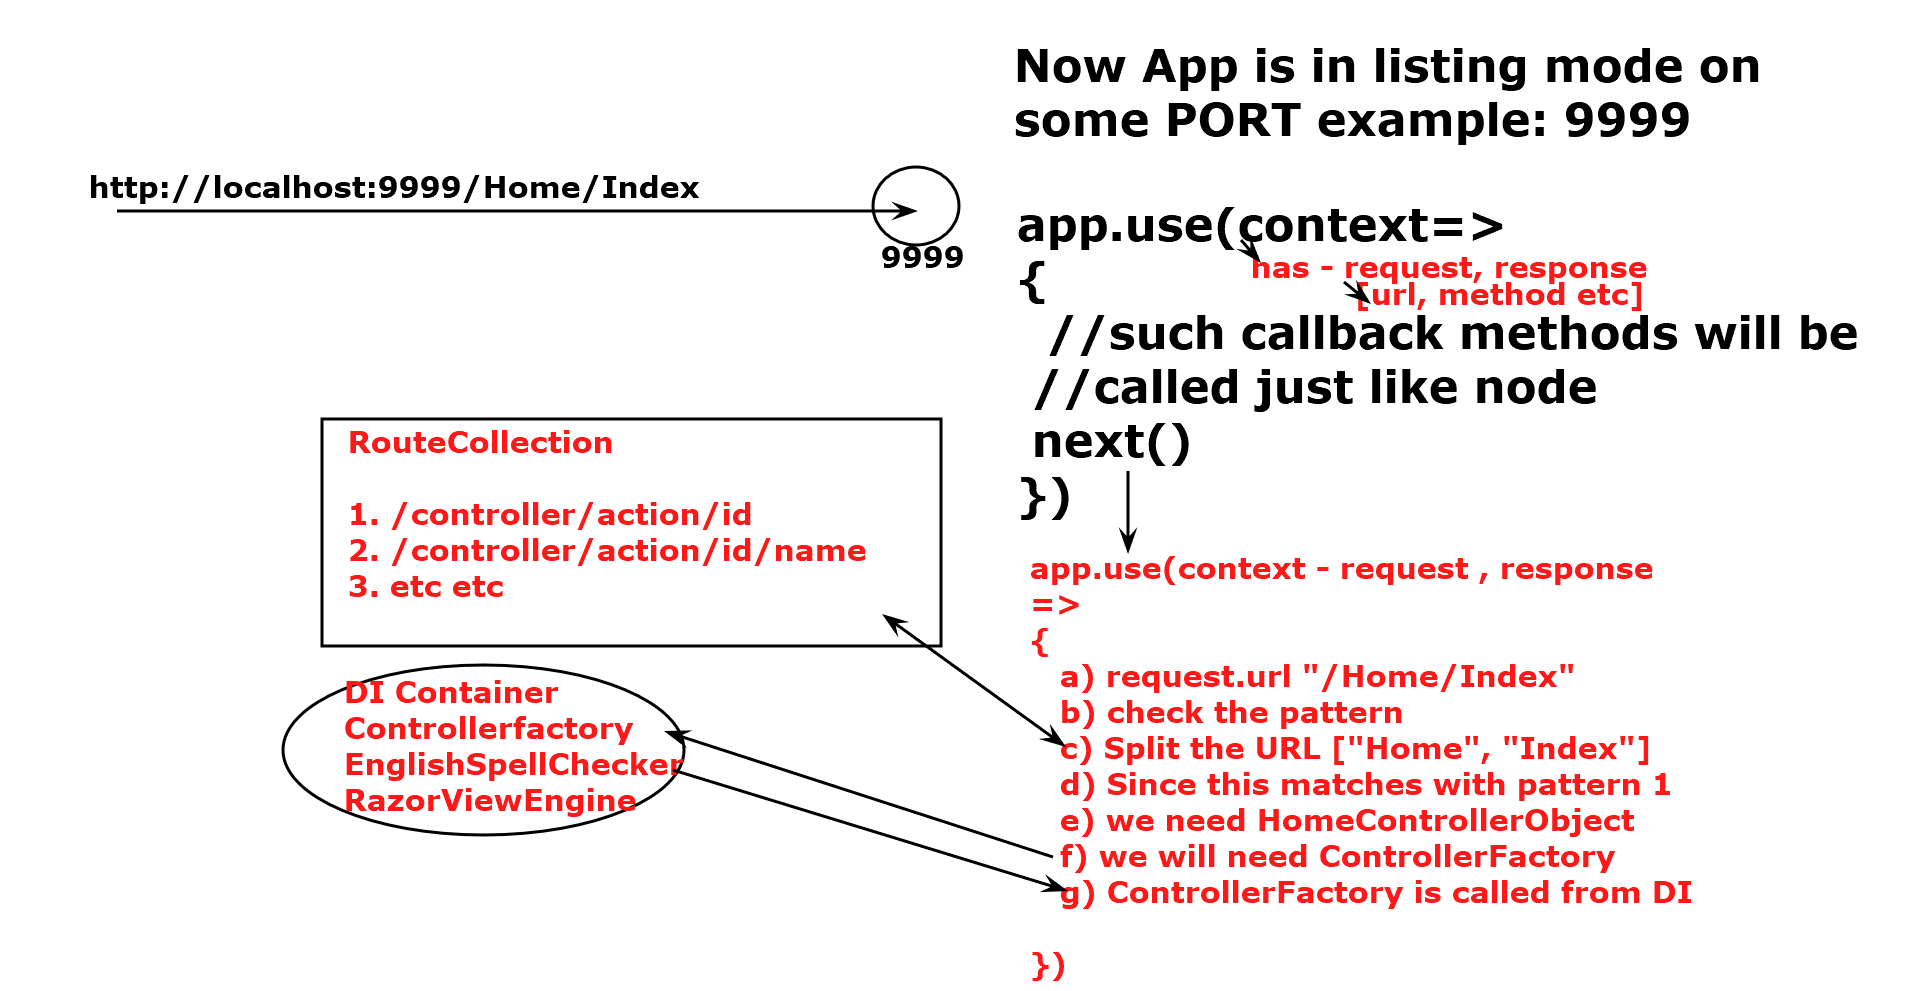 Now App is in listing mode on
some PORT example: 9999
http://localhost:9999/Home/Index
9999
app.use(context=>
{
has - request, response
[url, method etc]
//such callback methods will be
//called just like node
next()
})
RouteCollection
1. /controller/action/id
2. /controller/action/id/name
3. etc etc
DI Container
Controllerfactory
EnglishSpellChecker
RazorViewEngine
app.use(context - request , response
=>
{
a) request.url "/Home/Index"
b) check the pattern
c) Split the URL ["Home", "Index"]
d) Since this matches with pattern 1
e) we need HomeControllerObject
f) we will need ControllerFactory
g) ControllerFactory is called from DI
})